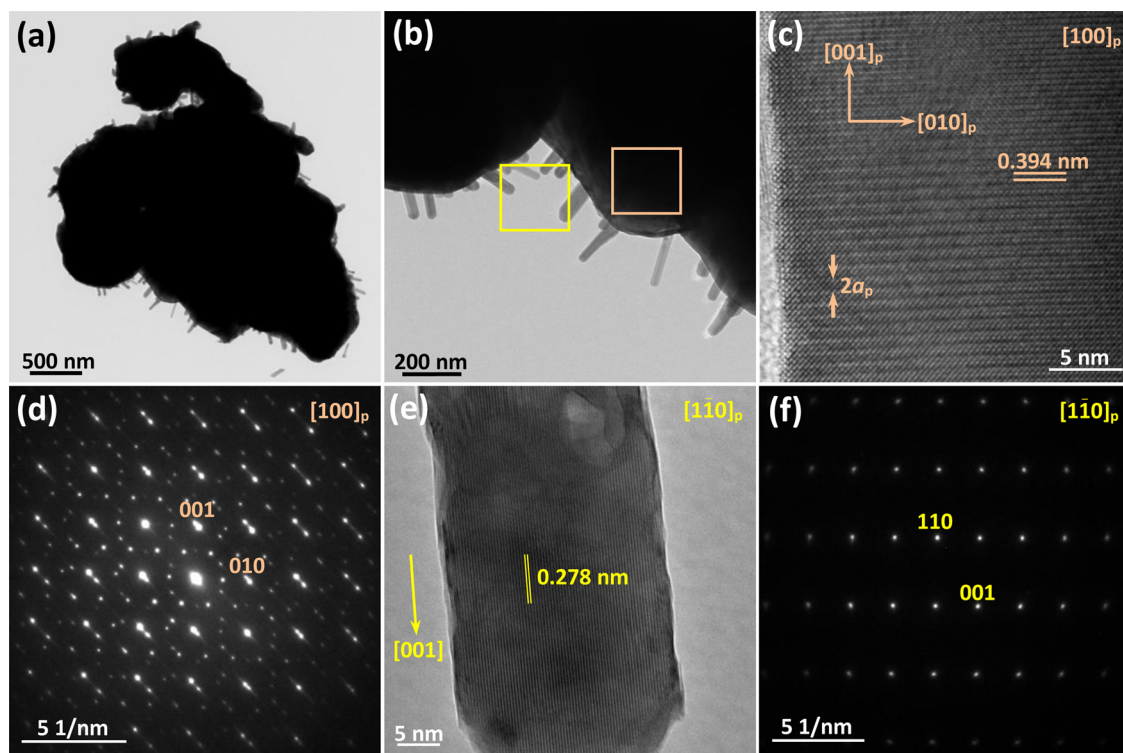 (a)
500 nm
(b)
200 nm
(c)
[100]ₚ
[001]ₚ
[010]ₚ
0.394 nm
2aₚ
5 nm
(d)
[100]ₚ
001
010
5 1/nm
(e)
[11̄0]ₚ
0.278 nm
[001]
5 nm
(f)
[11̄0]ₚ
110
001
5 1/nm